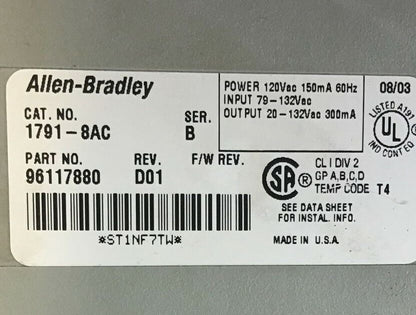 Allen-Bradley
POWER 120Vac 150mA 60Hz
INPUT 79-132Vac
OUTPUT 20-132Vac 300mA
08/03
CAT. NO. SER.
1791-8AC B
PART NO. REV. F/W REV.
96117880 D01
LISTED A197
UL ®
IND CONT EQ
SA ®
CL I DIV 2
GP A,B,C,D
TEMP CODE T4
SEE DATA SHEET
FOR INSTAL. INFO.
*ST1NF7TW*
MADE IN U.S.A.